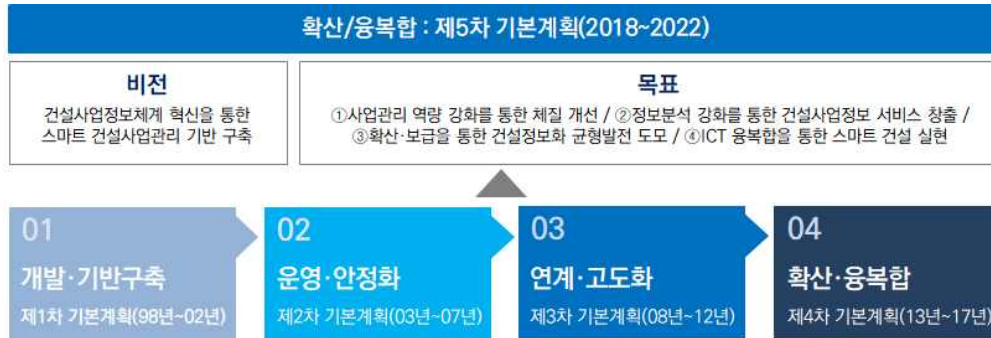 확산/융복합 : 제5차 기본계획(2018~2022)
비전
건설사업정보체계 혁신을 통한
스마트 건설사업관리 기반 구축
목표
①사업관리 역량 강화를 통한 체질 개선 / ②정보분석 강화를 통한 건설사업정보 서비스 창출 /
③확산·보급을 통한 건설정보화 균형발전 도모 / ④ICT 융복합을 통한 스마트 건설 실현
01
개발·기반구축
제1차 기본계획(98년~02년)
02
운영·안정화
제2차 기본계획(03년~07년)
03
연계·고도화
제3차 기본계획(08년~12년)
04
확산·융복합
제4차 기본계획(13년~17년)